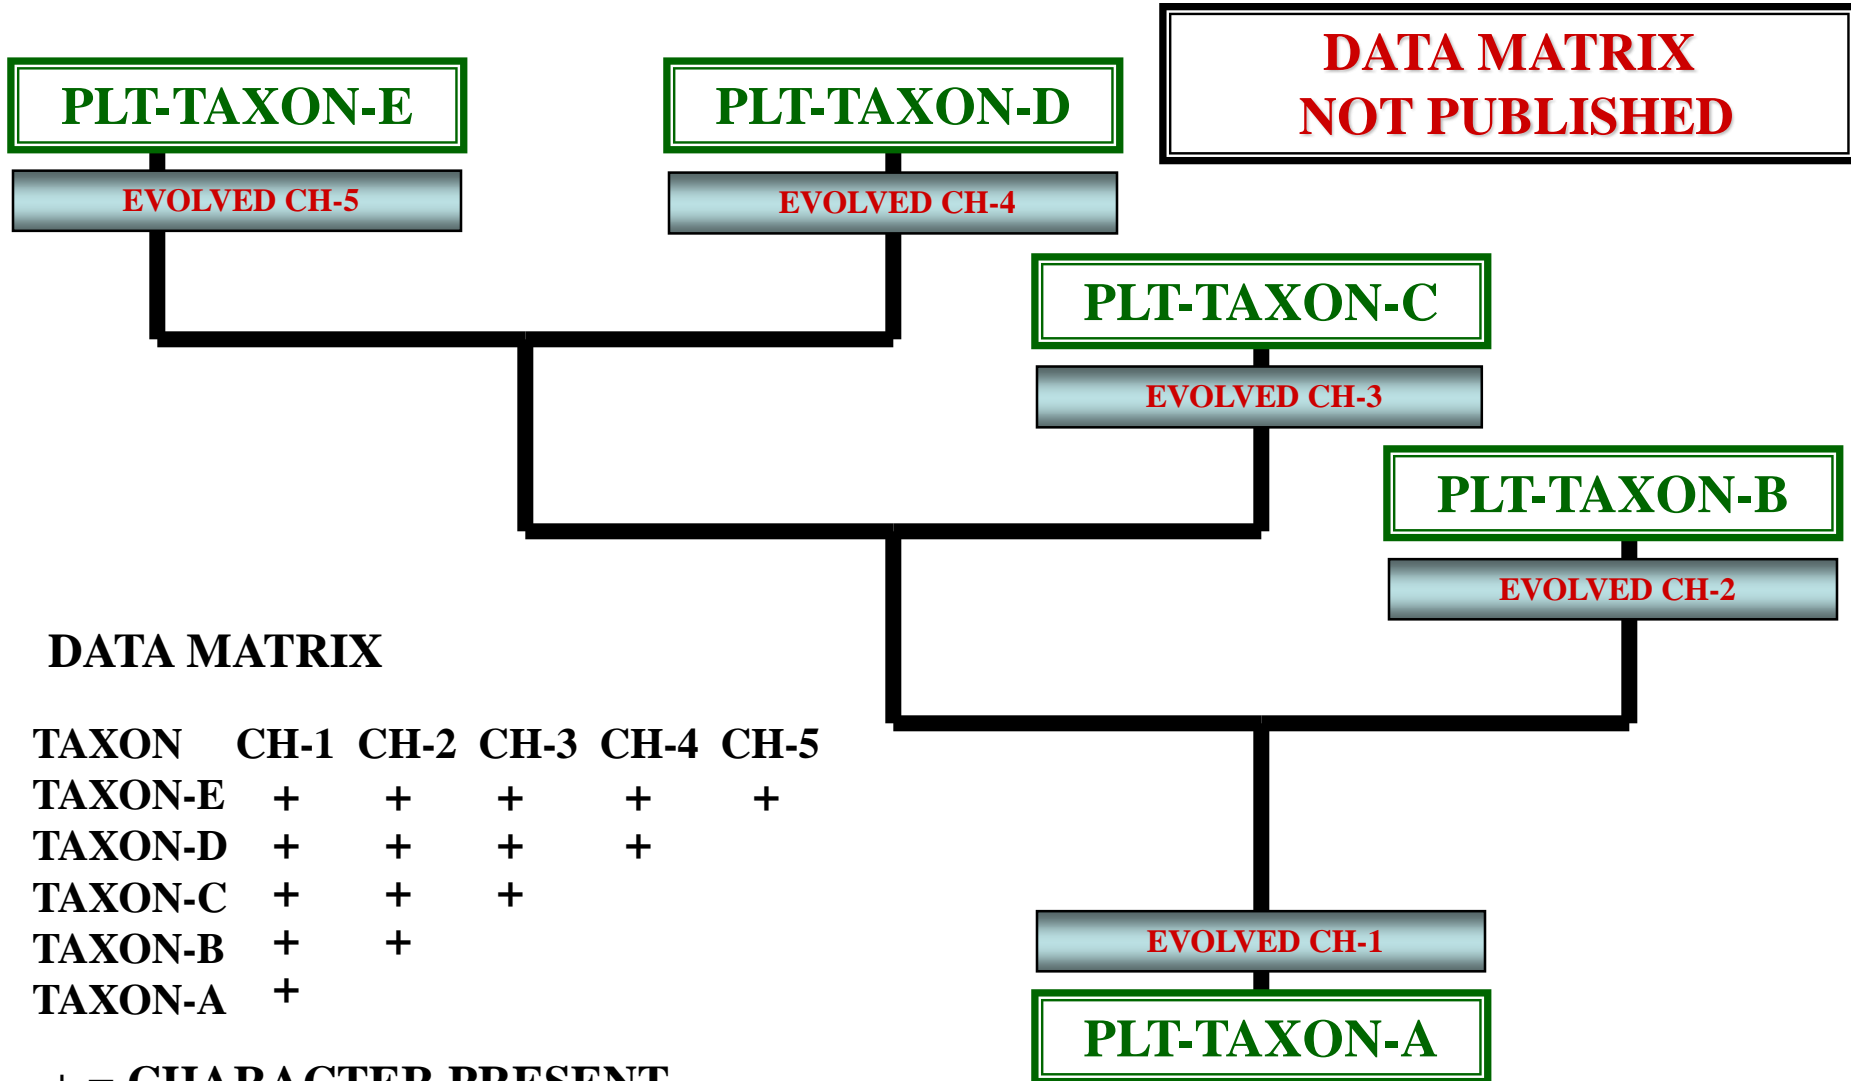 DATA MATRIX
NOT PUBLISHED
PLT-TAXON-E
PLT-TAXON-D
EVOLVED CH-5
EVOLVED CH-4
PLT-TAXON-C
EVOLVED CH-3
PLT-TAXON-B
EVOLVED CH-2
DATA MATRIX
TAXON CH-1 CH-2 CH-3 CH-4 CH-5
TAXON-E + + + + +
TAXON-D + + + +
TAXON-C + + +
TAXON-B + +
TAXON-A +
EVOLVED CH-1
PLT-TAXON-A
+ = CHARACTER PRESENT